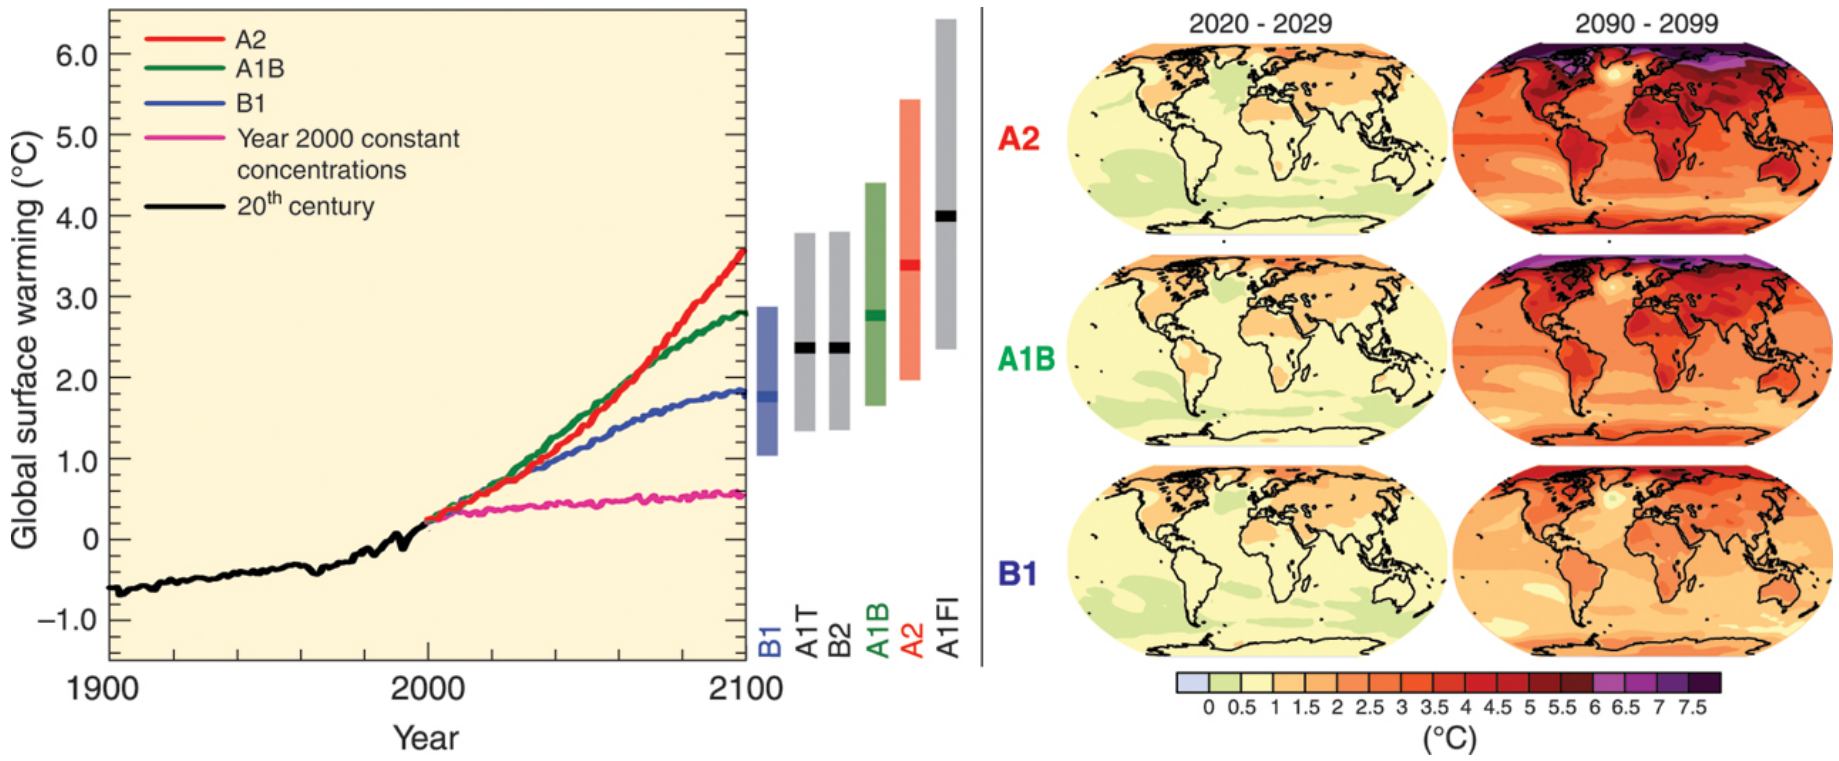 A2
A1B
B1
Year 2000 constant
concentrations
20th century
Global surface warming (°C)
6.0
5.0
4.0
3.0
2.0
1.0
0
–1.0
1900
2000
2100
Year
B1
A1T
B2
A1B
A2
A1FI
2020 - 2029
2090 - 2099
A2
A1B
B1
0 0.5 1 1.5 2 2.5 3 3.5 4 4.5 5 5.5 6 6.5 7 7.5
(°C)